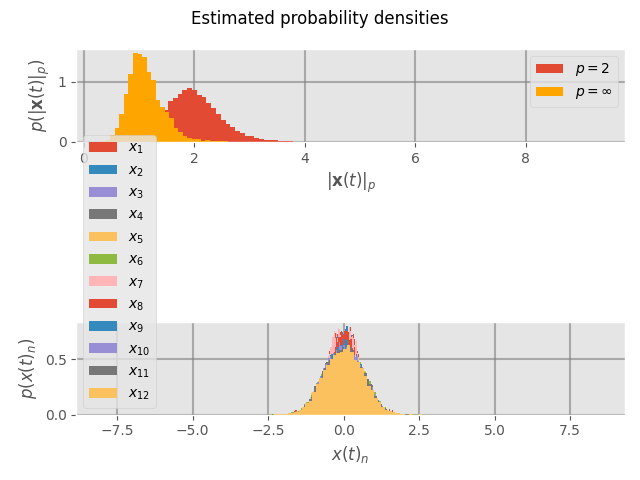 Estimated probability densities
p(|x(t)|ₚ)
1
0
p = 2
p = ∞
0 2 4 6 8
|x(t)|ₚ
x₁
x₂
x₃
x₄
x₅
x₆
x₇
x₈
x₉
x₁₀
x₁₁
x₁₂
p(x(t)ₙ)
0.5
0.0
−7.5 −5.0 −2.5 0.0 2.5 5.0 7.5
x(t)ₙ